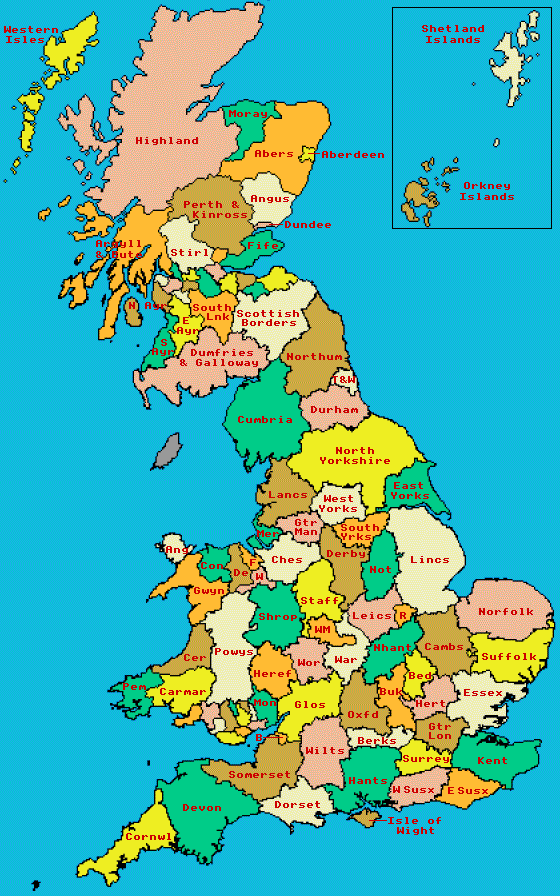 Western
Isles
Shetland
Islands
Moray
Highland
Abers
Aberdeen
Orkney
Islands
Angus
Perth &
Kinross
Dundee
Argyll
& Bute
Fife
Stirl
N Ayr
South
Lnk
E
Ayr
Scottish
Borders
S
Ayr
Dumfries
& Galloway
Northum
T&W
Durham
Cumbria
North
Yorkshire
East
Yorks
Lancs
West
Yorks
Gtr
Man
South
Yrks
Mer
Ang
Ches
Derby
Not
Lincs
Con
De
F
W
Gwyn
Staff
Shrop
Leics
R
Norfolk
WM
Cer
Powys
Wor
War
Nhant
Cambs
Suffolk
Heref
Bed
Pem
Carmar
Mon
Glos
Oxfd
Buk
Hert
Essex
Gtr
Lon
B
Wilts
Berks
Surrey
Kent
Somerset
Hants
W Susx
E Susx
Devon
Dorset
Isle of
Wight
Cornwl